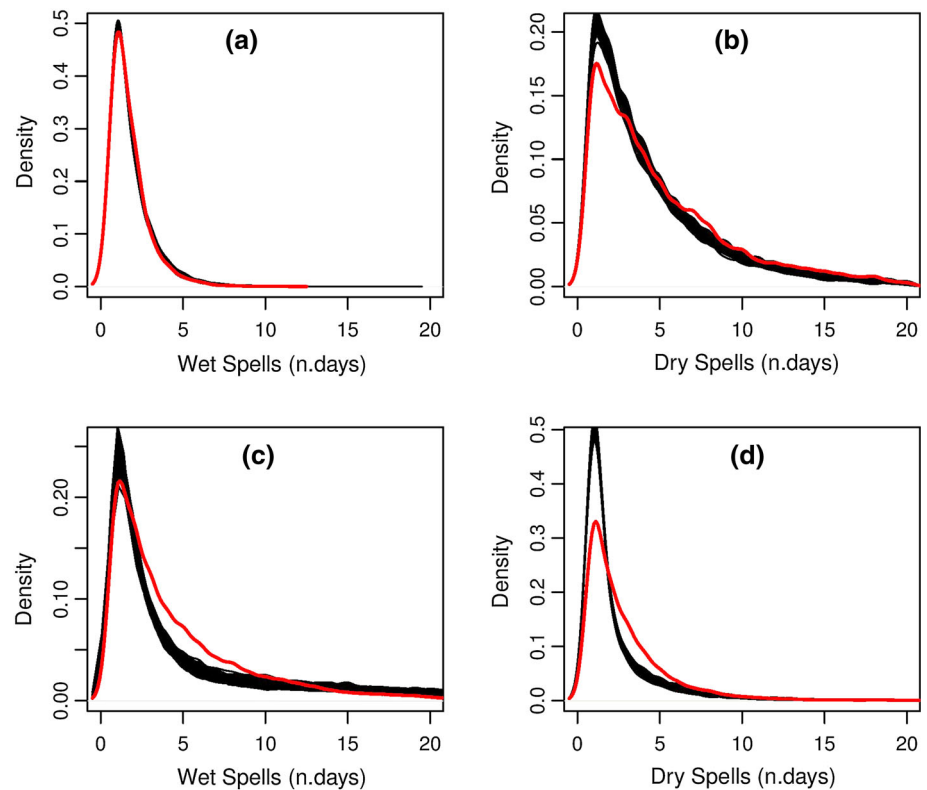 (a)
Density
0.0 0.1 0.2 0.3 0.4 0.5
0 5 10 15 20
Wet Spells (n.days)
(b)
Density
0.00 0.05 0.10 0.15 0.20
0 5 10 15 20
Dry Spells (n.days)
(c)
Density
0.00 0.10 0.20
0 5 10 15 20
Wet Spells (n.days)
(d)
Density
0.0 0.1 0.2 0.3 0.4 0.5
0 5 10 15 20
Dry Spells (n.days)